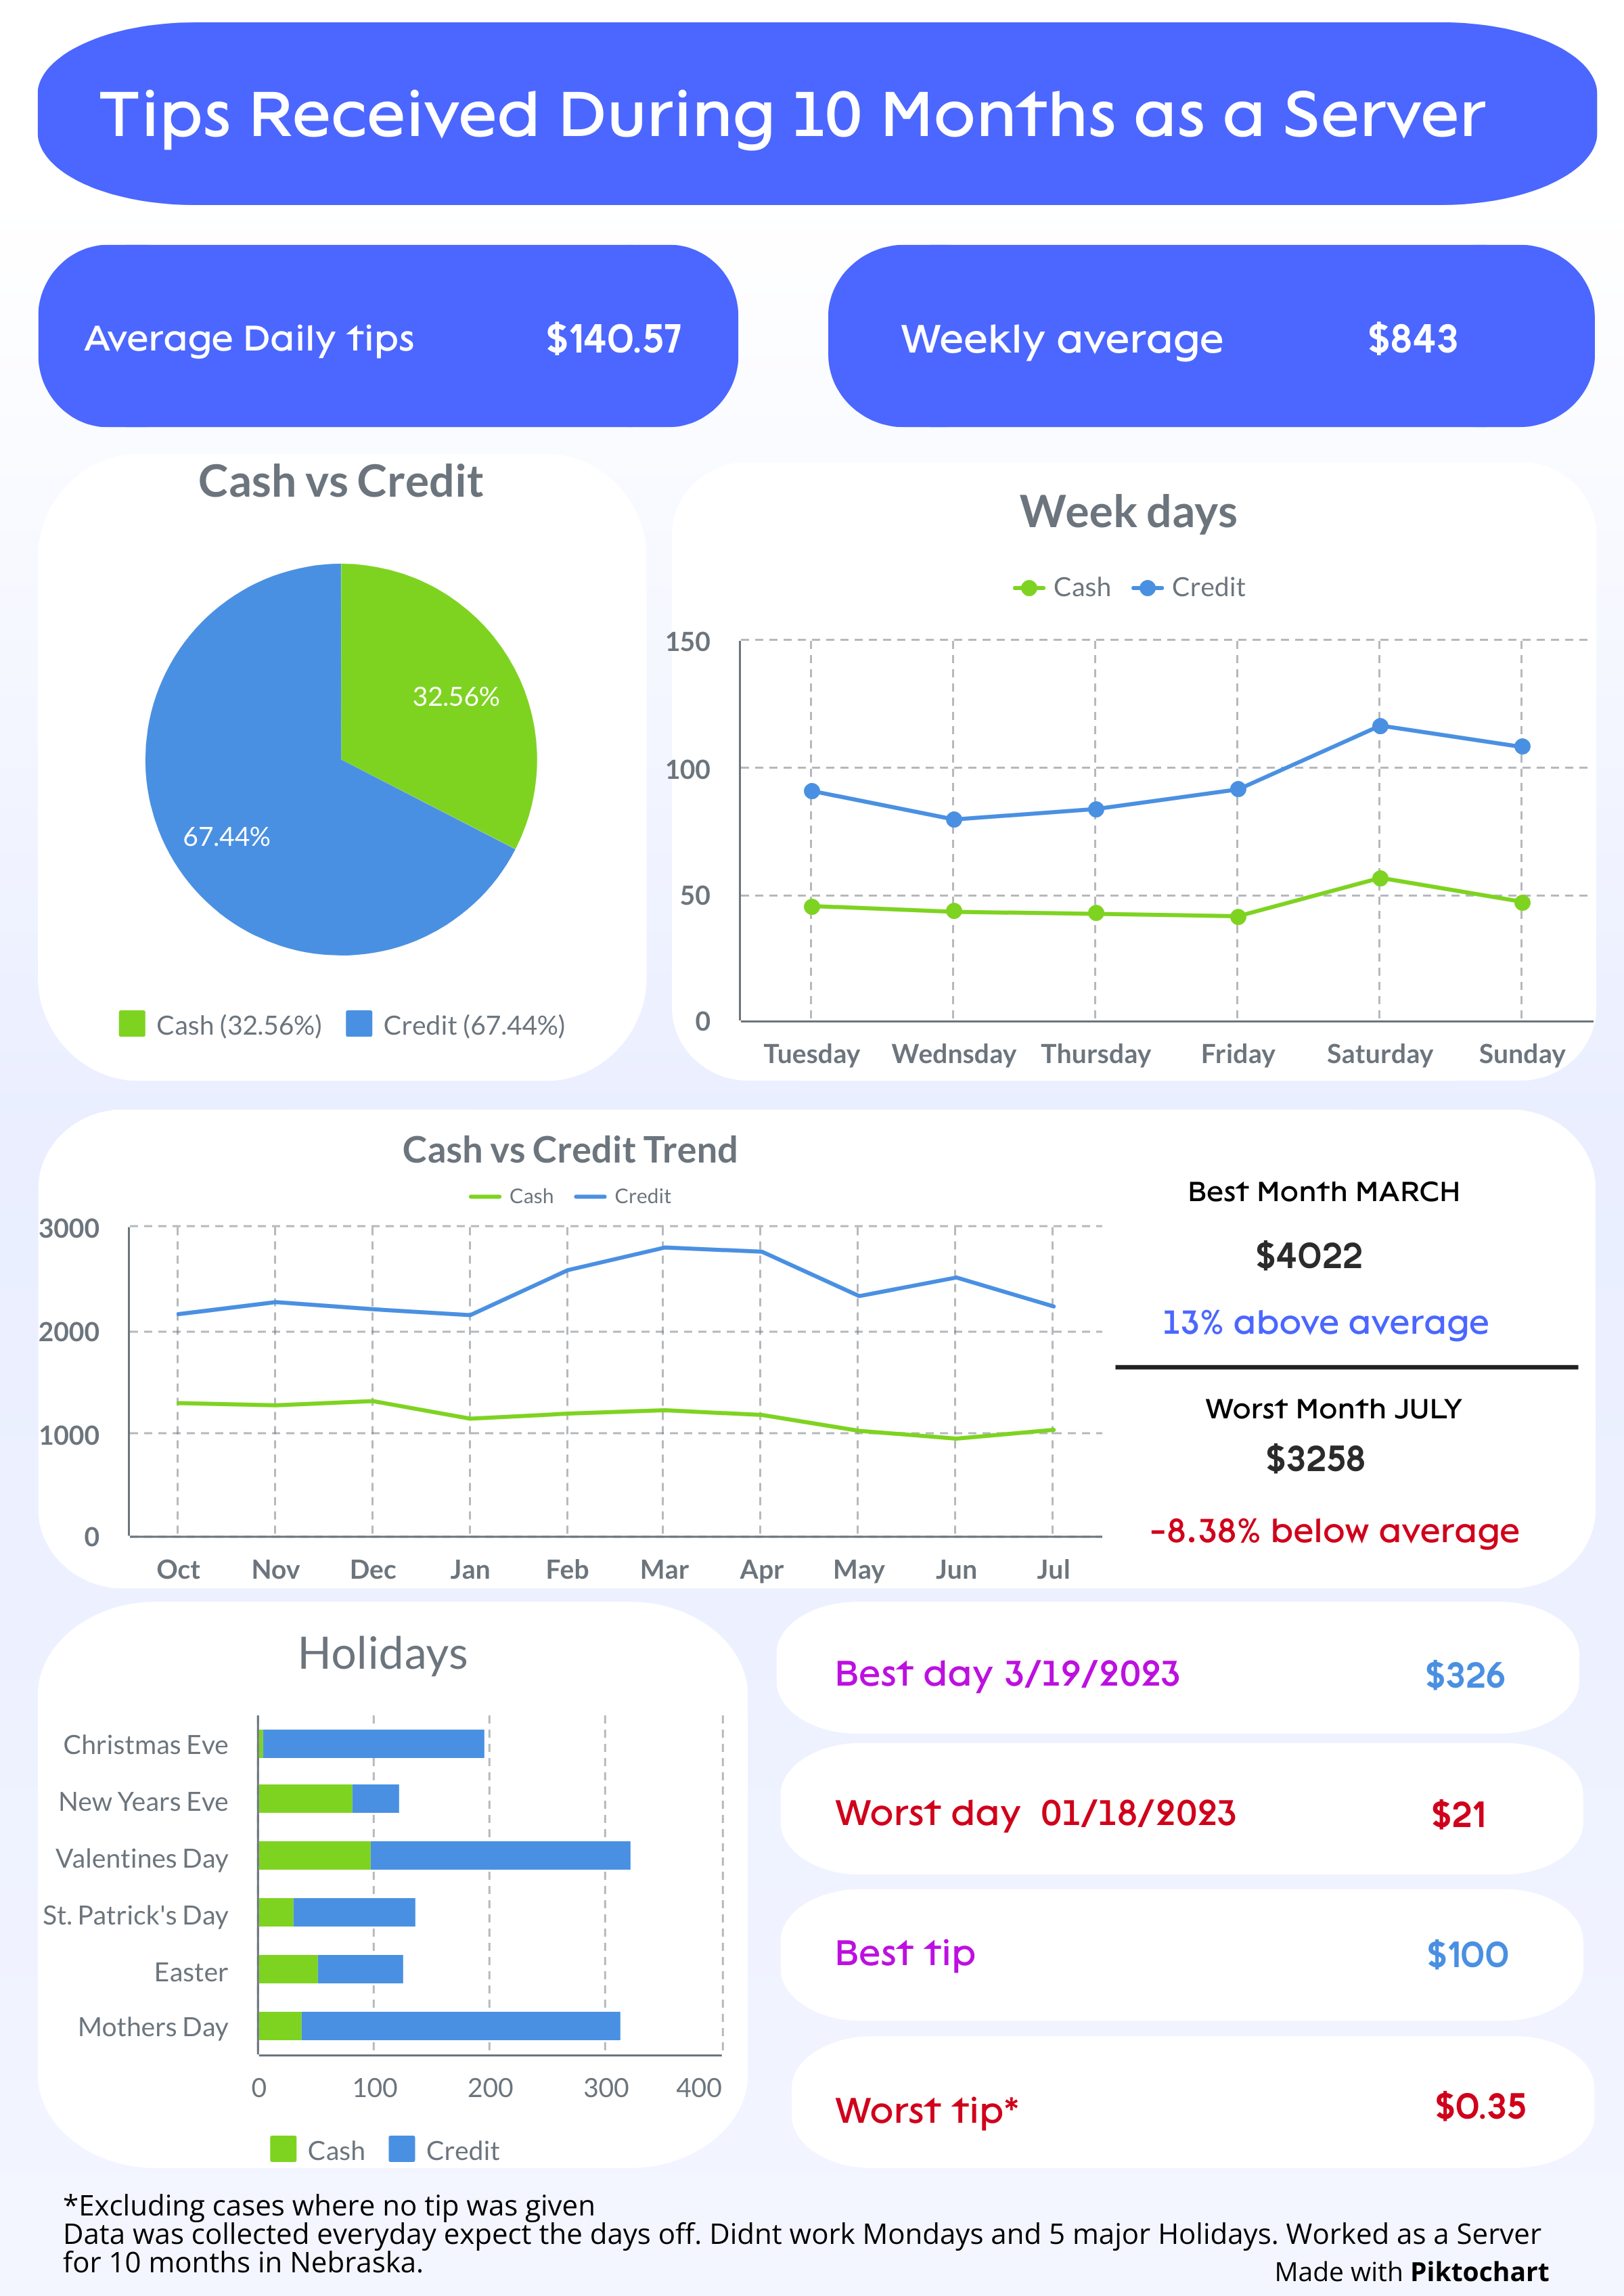 Tips Received During 10 Months as a Server
Average Daily tips $140.57
Weekly average $843
Cash vs Credit
32.56%
67.44%
Cash (32.56%) Credit (67.44%)
Week days
Cash Credit
150
100
50
0
Tuesday Wednsday Thursday Friday Saturday Sunday
Cash vs Credit Trend
Cash Credit
3000
2000
1000
0
Oct Nov Dec Jan Feb Mar Apr May Jun Jul
Best Month MARCH
$4022
13% above average
Worst Month JULY
$3258
-8.38% below average
Holidays
Christmas Eve
New Years Eve
Valentines Day
St. Patrick's Day
Easter
Mothers Day
0 100 200 300 400
Cash Credit
Best day 3/19/2023 $326
Worst day 01/18/2023 $21
Best tip $100
Worst tip* $0.35
*Excluding cases where no tip was given
Data was collected everyday expect the days off. Didnt work Mondays and 5 major Holidays. Worked as a Server
for 10 months in Nebraska.
Made with Piktochart